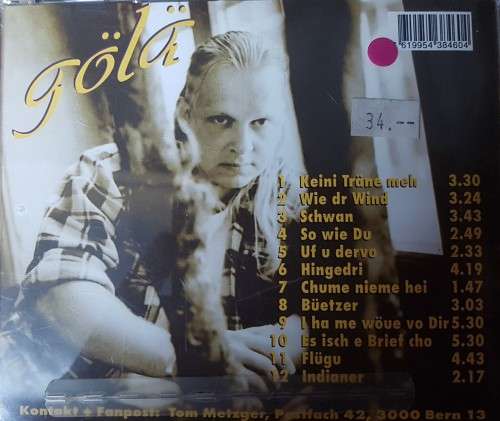 gölä
619954 384604
34.--
1 Keini Träne meh 3.30
2 Wie dr Wind 3.24
3 Schwan 3.43
4 So wie Du 2.49
5 Uf u dervo 2.33
6 Hingedri 4.19
7 Chume nieme hei 1.47
8 Büetzer 3.03
9 I ha me wöue vo Dir 5.30
10 Es isch e Brief cho 5.30
11 Flügu 4.43
12 Indianer 2.17
Kontakt + Fanpost: Tom Metzger, Postfach 42, 3000 Bern 13